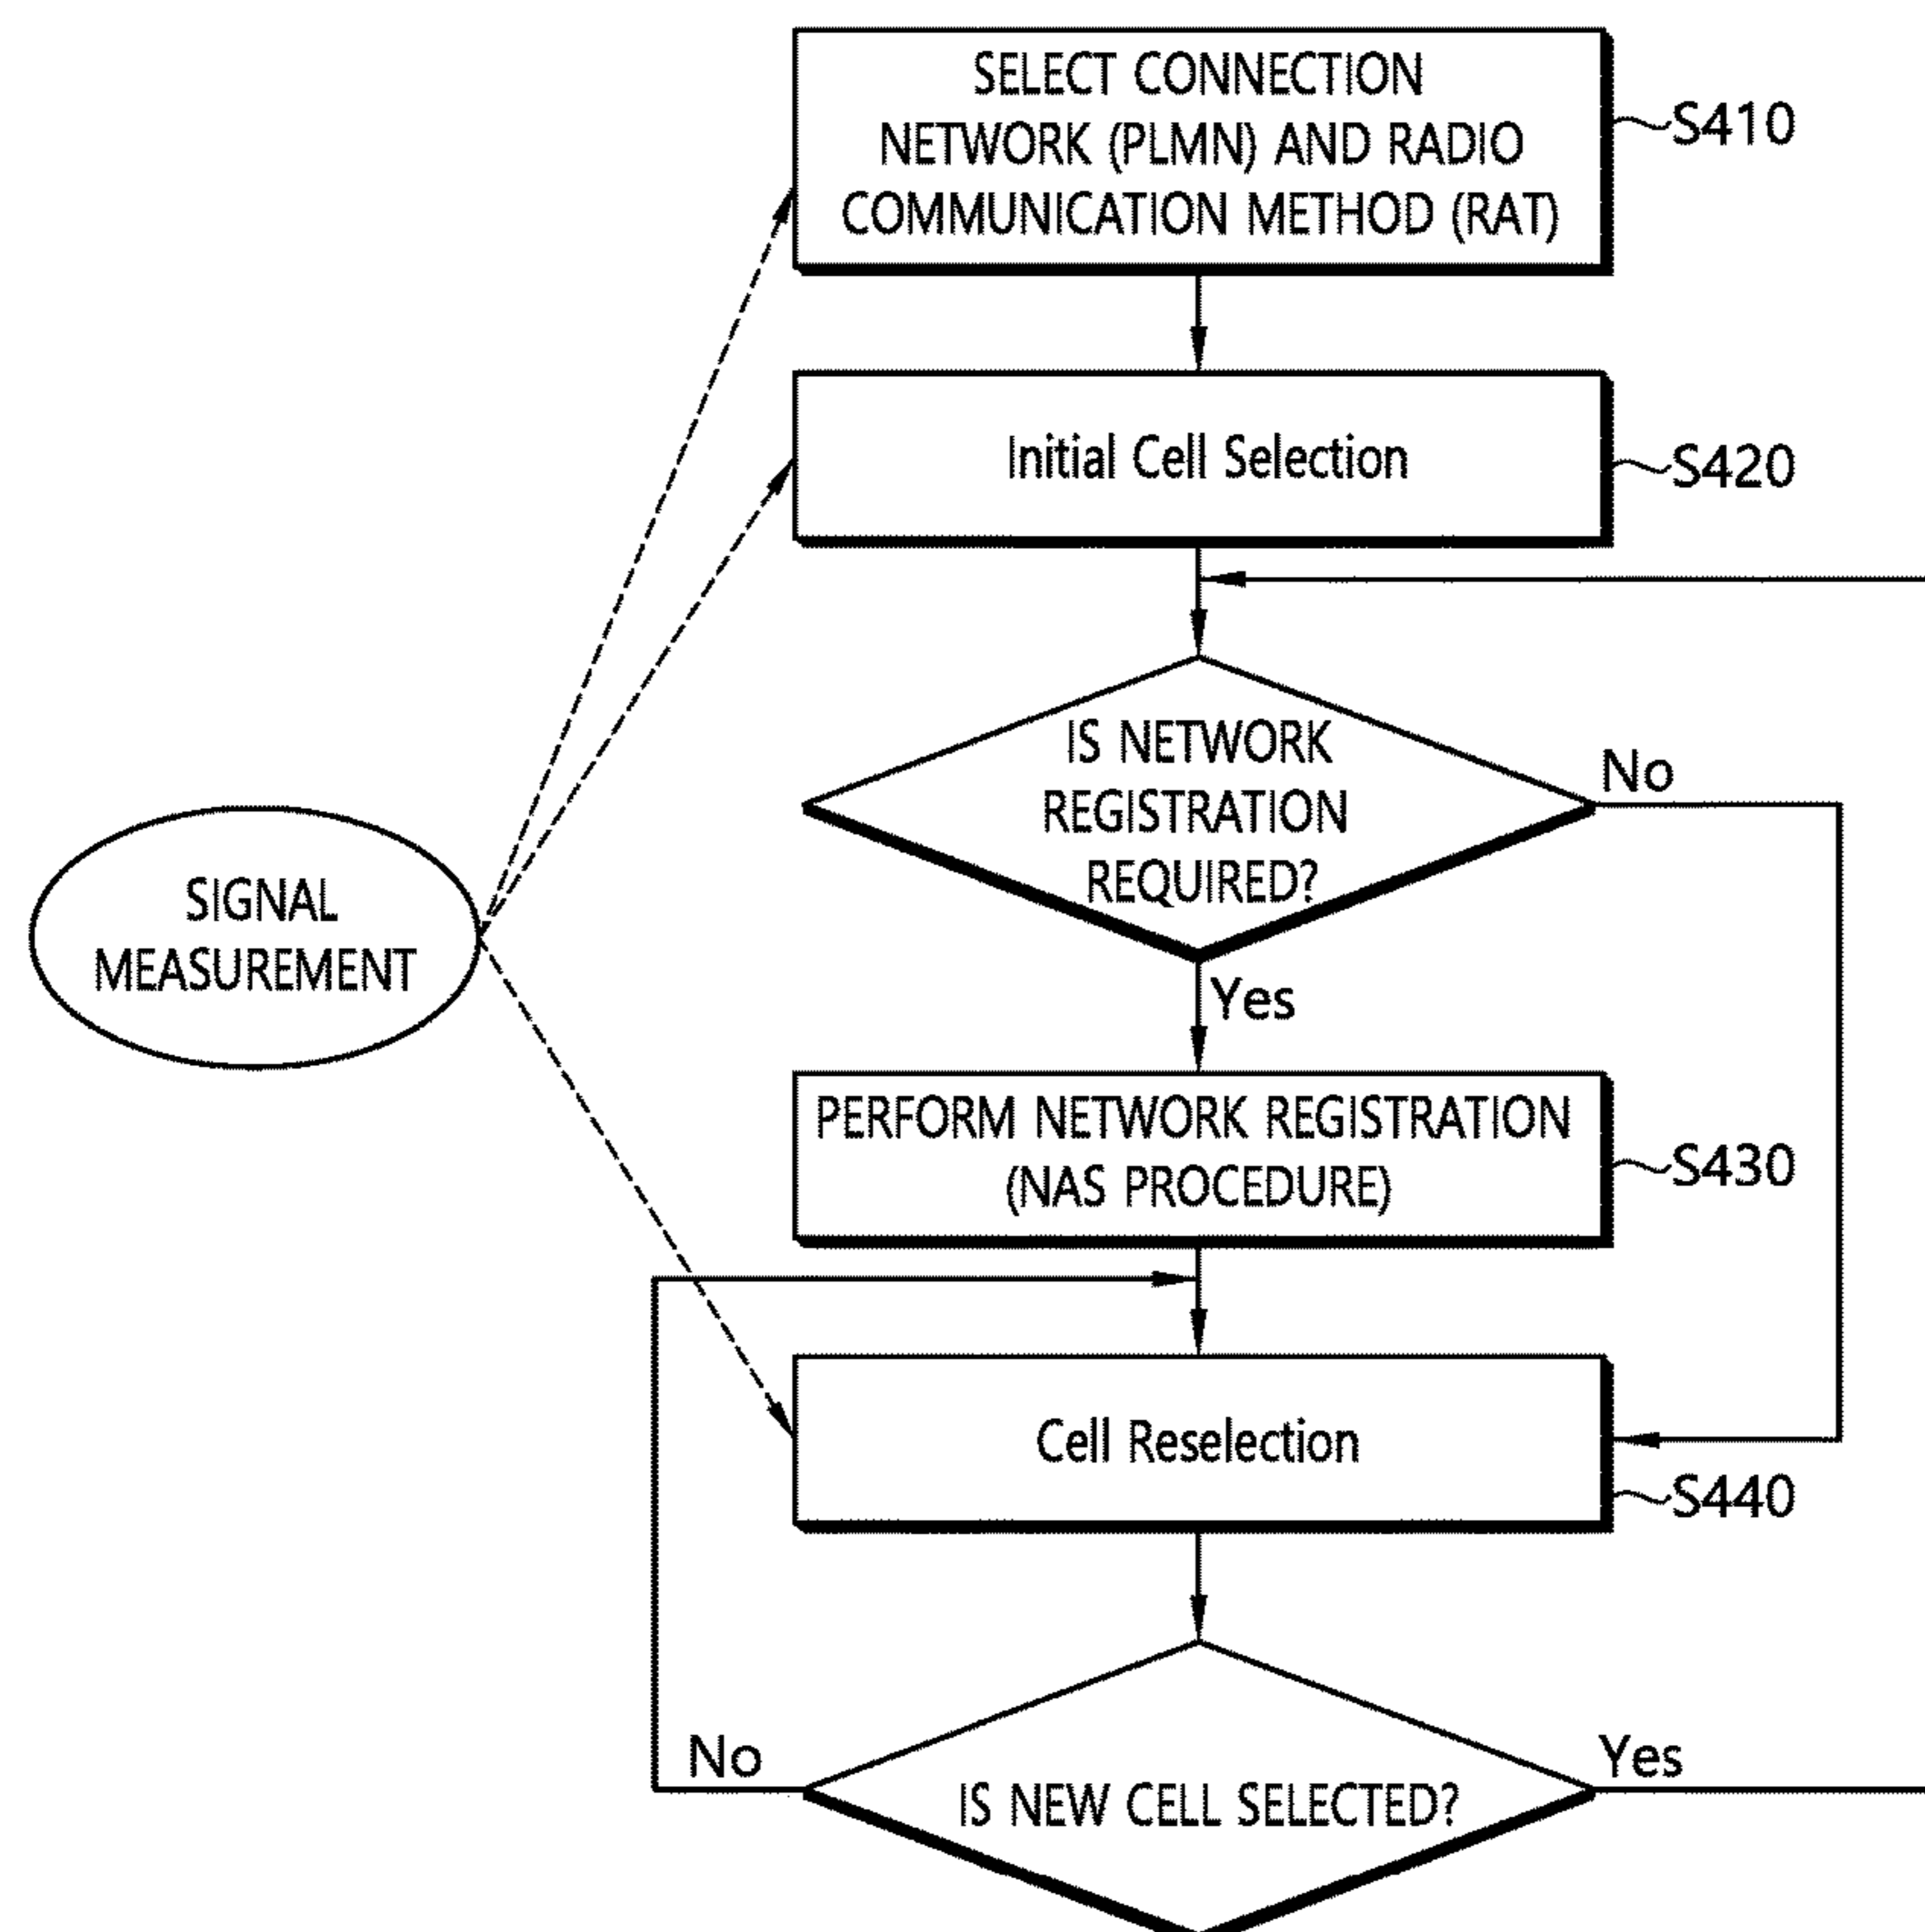 SELECT CONNECTION
NETWORK (PLMN) AND RADIO
COMMUNICATION METHOD (RAT)
S410
Initial Cell Selection
S420
IS NETWORK
REGISTRATION
REQUIRED?
No
Yes
SIGNAL
MEASUREMENT
PERFORM NETWORK REGISTRATION
(NAS PROCEDURE)
S430
Cell Reselection
S440
No
IS NEW CELL SELECTED?
Yes